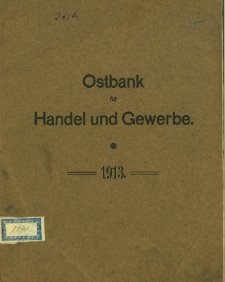 Ostbank
für
Handel und Gewerbe.
1913.